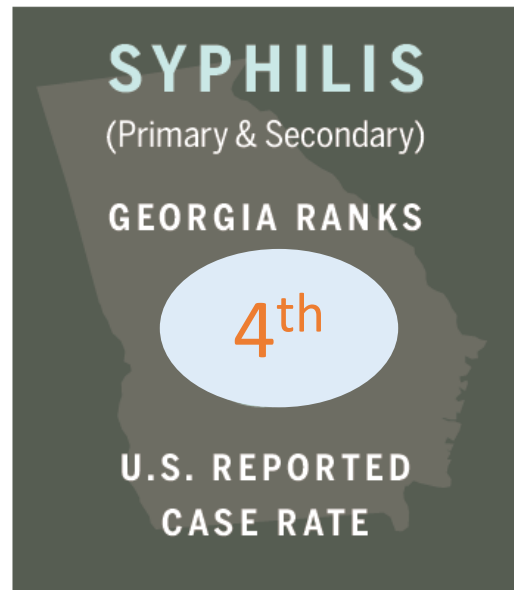 SYPHILIS
(Primary & Secondary)
GEORGIA RANKS
4th
U.S. REPORTED
CASE RATE